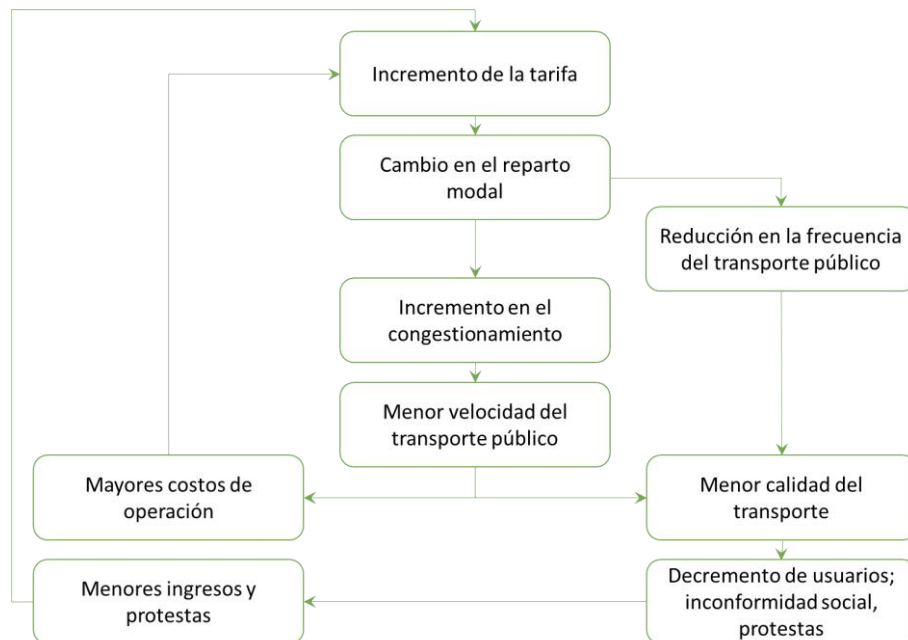 Incremento de la tarifa
Cambio en el reparto
modal
Reducción en la frecuencia
del transporte público
Incremento en el
congestionamiento
Menor velocidad del
transporte público
Mayores costos de
operación
Menor calidad del
transporte
Menores ingresos y
protestas
Decremento de usuarios;
inconformidad social,
protestas